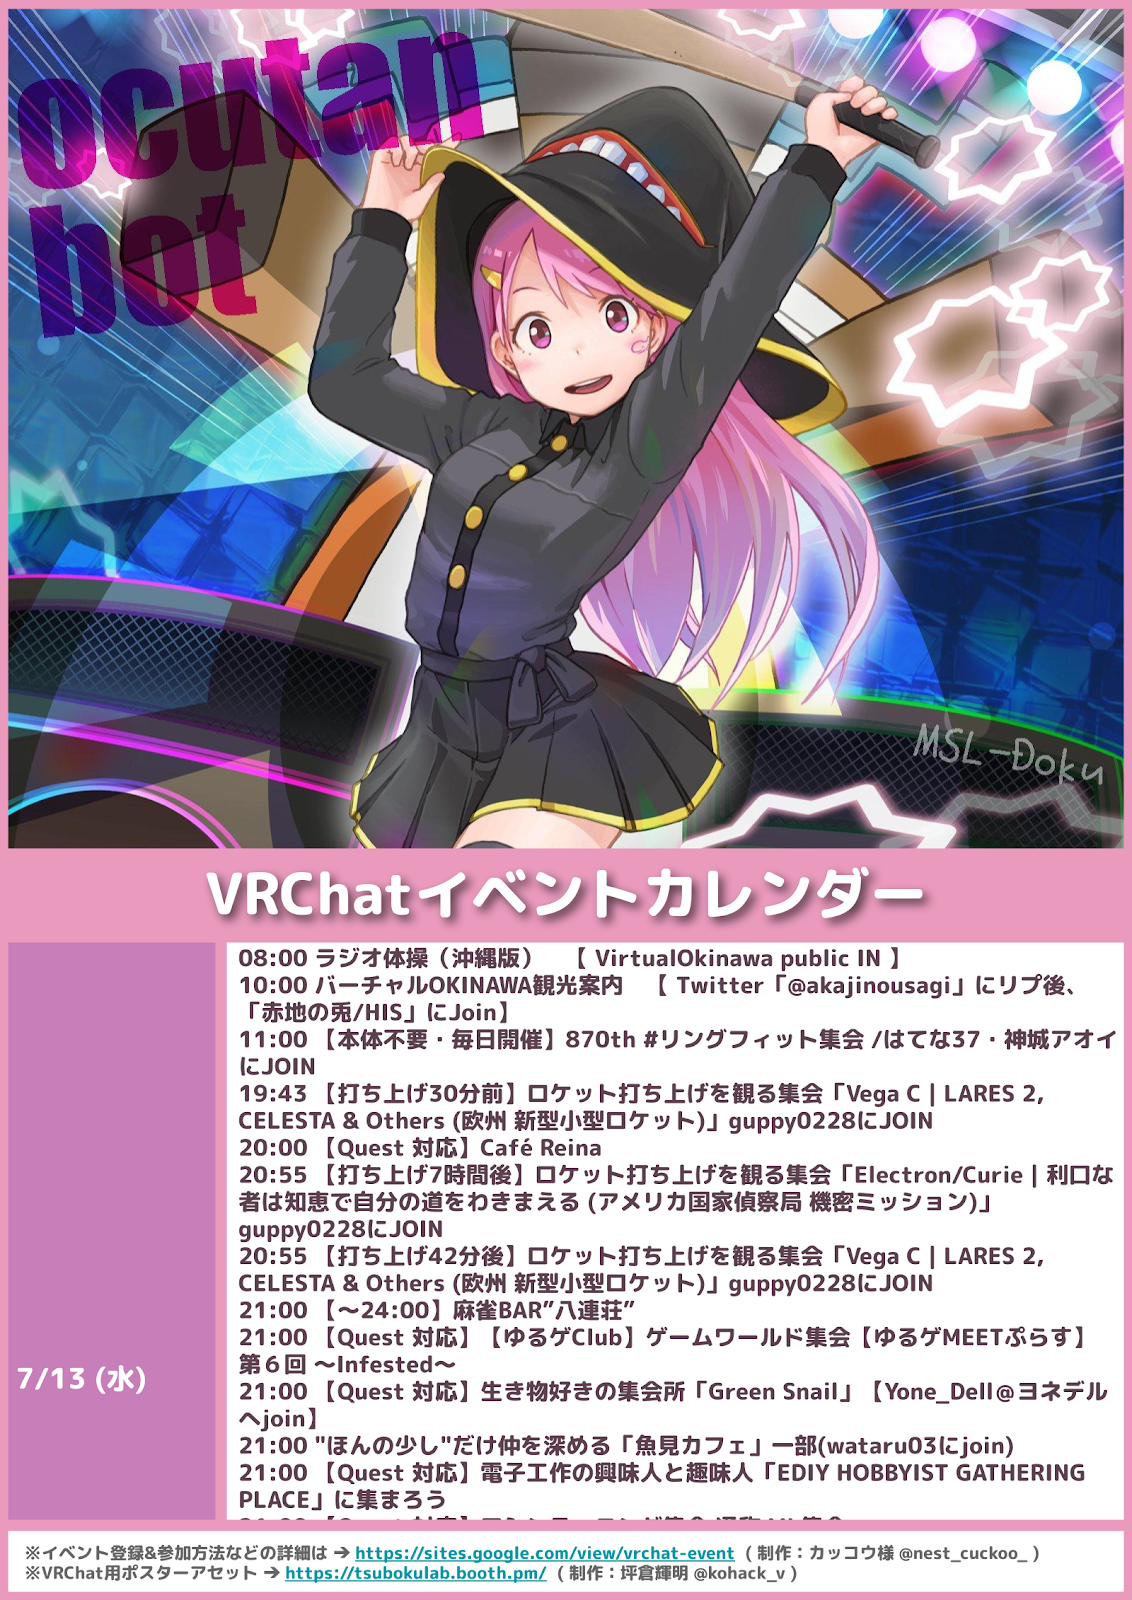 ocutan
bot
MSL-Doku
VRChatイベントカレンダー
7/13 (水)
08:00 ラジオ体操（沖縄版）　【 VirtualOkinawa public IN 】
10:00 バーチャルOKINAWA観光案内　【 Twitter「@akajinousagi」にリプ後、
「赤地の兎/HIS」にJoin】
11:00 【本体不要・毎日開催】870th #リングフィット集会 /はてな37・神城アオイ
にJOIN
19:43 【打ち上げ30分前】ロケット打ち上げを観る集会「Vega C | LARES 2,
CELESTA & Others (欧州 新型小型ロケット)」guppy0228にJOIN
20:00 【Quest 対応】Café Reina
20:55 【打ち上げ7時間後】ロケット打ち上げを観る集会「Electron/Curie | 利口な
者は知恵で自分の道をわきまえる (アメリカ国家偵察局 機密ミッション)」
guppy0228にJOIN
20:55 【打ち上げ42分後】ロケット打ち上げを観る集会「Vega C | LARES 2,
CELESTA & Others (欧州 新型小型ロケット)」guppy0228にJOIN
21:00 【～24:00】麻雀BAR”八連荘”
21:00 【Quest 対応】【ゆるゲClub】ゲームワールド集会【ゆるゲMEETぷらす】
第６回 ～Infested～
21:00 【Quest 対応】生き物好きの集会所「Green Snail」【Yone_Dell＠ヨネデル
へjoin】
21:00 "ほんの少し"だけ仲を深める「魚見カフェ」一部(wataru03にjoin)
21:00 【Quest 対応】電子工作の興味人と趣味人「EDIY HOBBYIST GATHERING
PLACE」に集まろう
※イベント登録&参加方法などの詳細は ➔ https://sites.google.com/view/vrchat-event （ 制作：カッコウ様 @nest_cuckoo_ ）
※VRChat用ポスターアセット ➔ https://tsubokulab.booth.pm/ （ 制作：坪倉輝明 @kohack_v ）